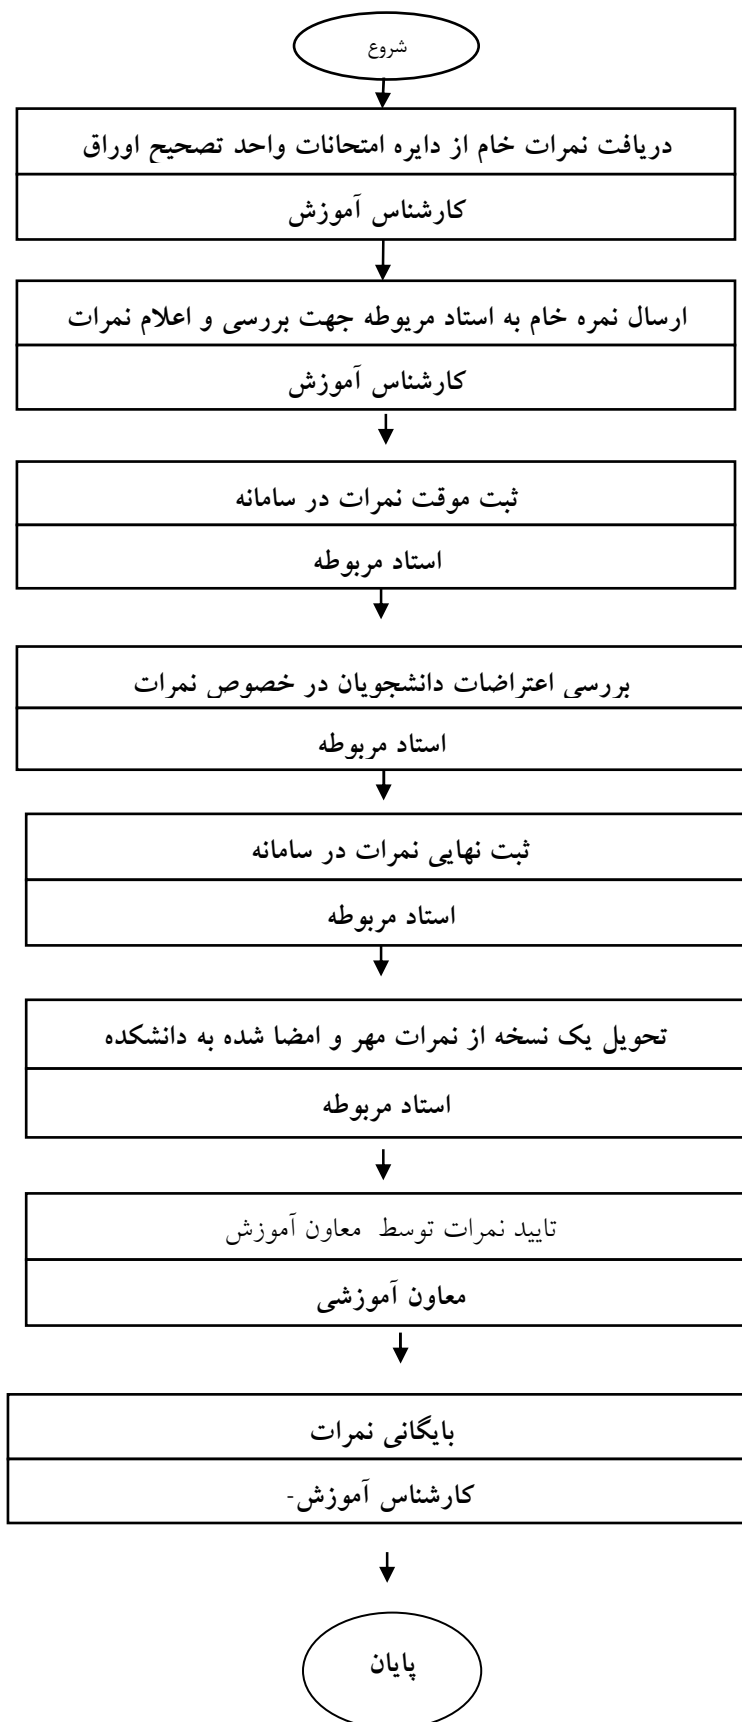 شروع
دریافت نمرات خام از دایره امتحانات واحد تصحیح اوراق
کارشناس آموزش
ارسال نمره خام به استاد مریوطه جهت بررسی و اعلام نمرات
کارشناس آموزش
ثبت موقت نمرات در سامانه
استاد مربوطه
بررسی اعتراضات دانشجویان در خصوص نمرات
استاد مربوطه
ثبت نهایی نمرات در سامانه
استاد مربوطه
تحویل یک نسخه از نمرات مهر و امضا شده به دانشکده
استاد مربوطه
تایید نمرات توسط معاون آموزش
معاون آموزشی
بایگانی نمرات
کارشناس آموزش-
پایان